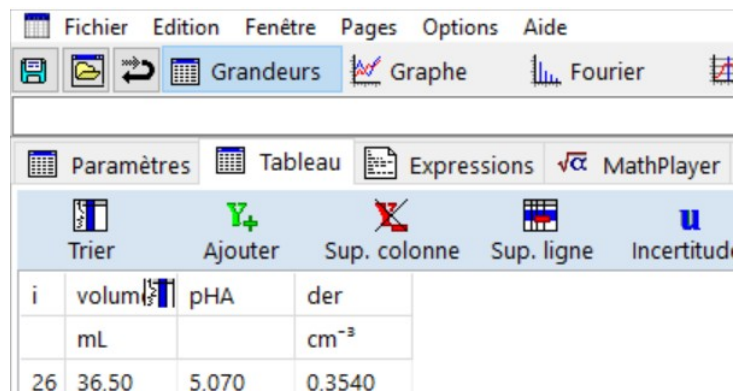 Fichier Edition Fenêtre Pages Options Aide
Grandeurs Graphe Fourier
Paramètres Tableau Expressions √α MathPlayer
Y+ u
Trier Ajouter Sup. colonne Sup. ligne Incertitude
i pHA der
mL cm⁻³
26 36.50 5.070 0.3540